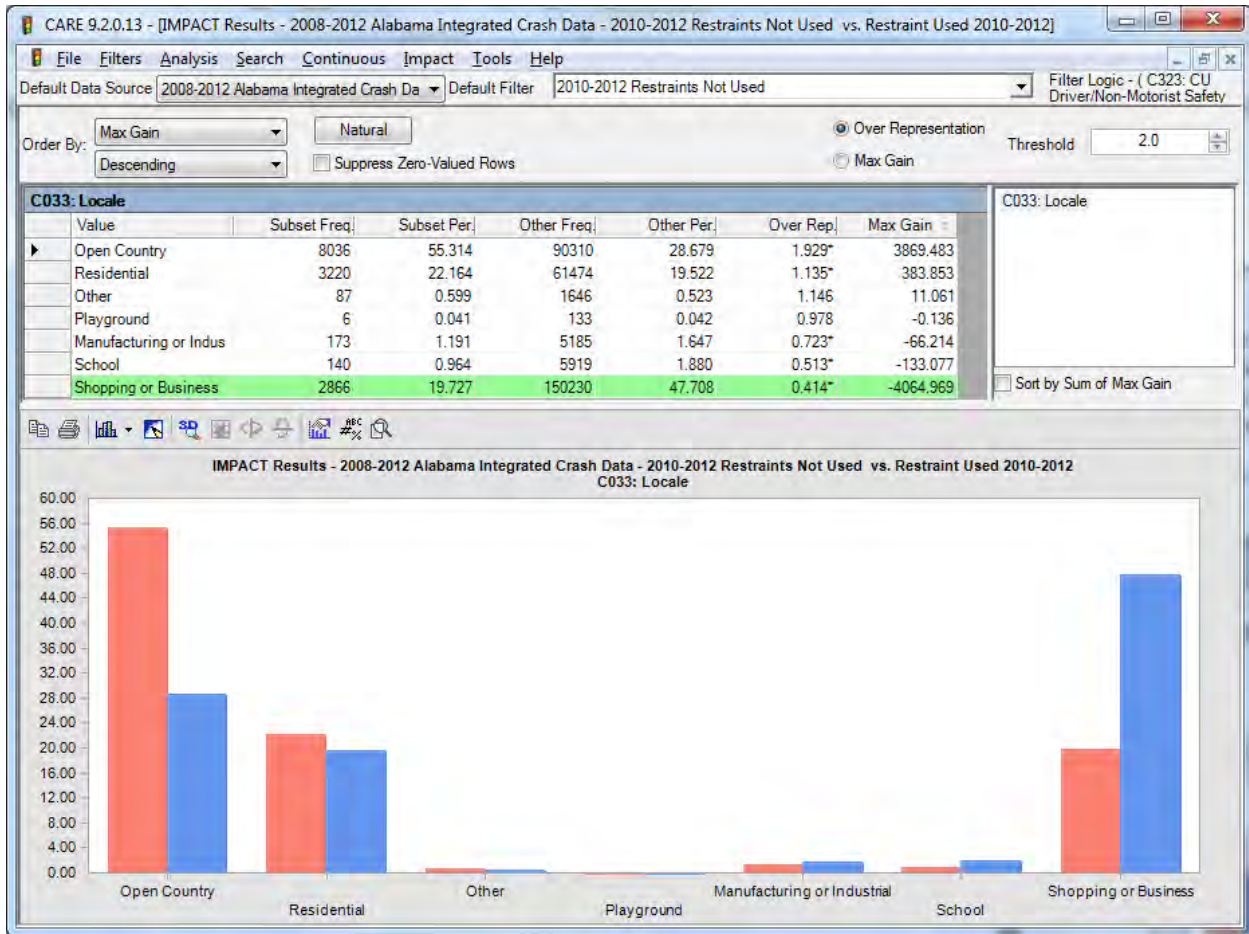 CARE 9.2.0.13 - [IMPACT Results - 2008-2012 Alabama Integrated Crash Data - 2010-2012 Restraints Not Used vs. Restraint Used 2010-2012]
File Filters Analysis Search Continuous Impact Tools Help
Default Data Source 2008-2012 Alabama Integrated Crash Da Default Filter 2010-2012 Restraints Not Used Filter Logic - ( C323: CU
Driver/Non-Motorist Safety
Order By: Max Gain Natural Over Representation Threshold 2.0
Descending Suppress Zero-Valued Rows Max Gain
C033: Locale C033: Locale
Value Subset Freq. Subset Per. Other Freq. Other Per. Over Rep. Max Gain
Open Country 8036 55.314 90310 28.679 1.929* 3869.483
Residential 3220 22.164 61474 19.522 1.135* 383.853
Other 87 0.599 1646 0.523 1.146 11.061
Playground 6 0.041 133 0.042 0.978 -0.136
Manufacturing or Indus 173 1.191 5185 1.647 0.723* -66.214
School 140 0.964 5919 1.880 0.513* -133.077
Shopping or Business 2866 19.727 150230 47.708 0.414* -4064.969
Sort by Sum of Max Gain
3D ABC #%
IMPACT Results - 2008-2012 Alabama Integrated Crash Data - 2010-2012 Restraints Not Used vs. Restraint Used 2010-2012
C033: Locale
60.00
56.00
52.00
48.00
44.00
40.00
36.00
32.00
28.00
24.00
20.00
16.00
12.00
8.00
4.00
0.00
Open Country Other Manufacturing or Industrial Shopping or Business
Residential Playground School